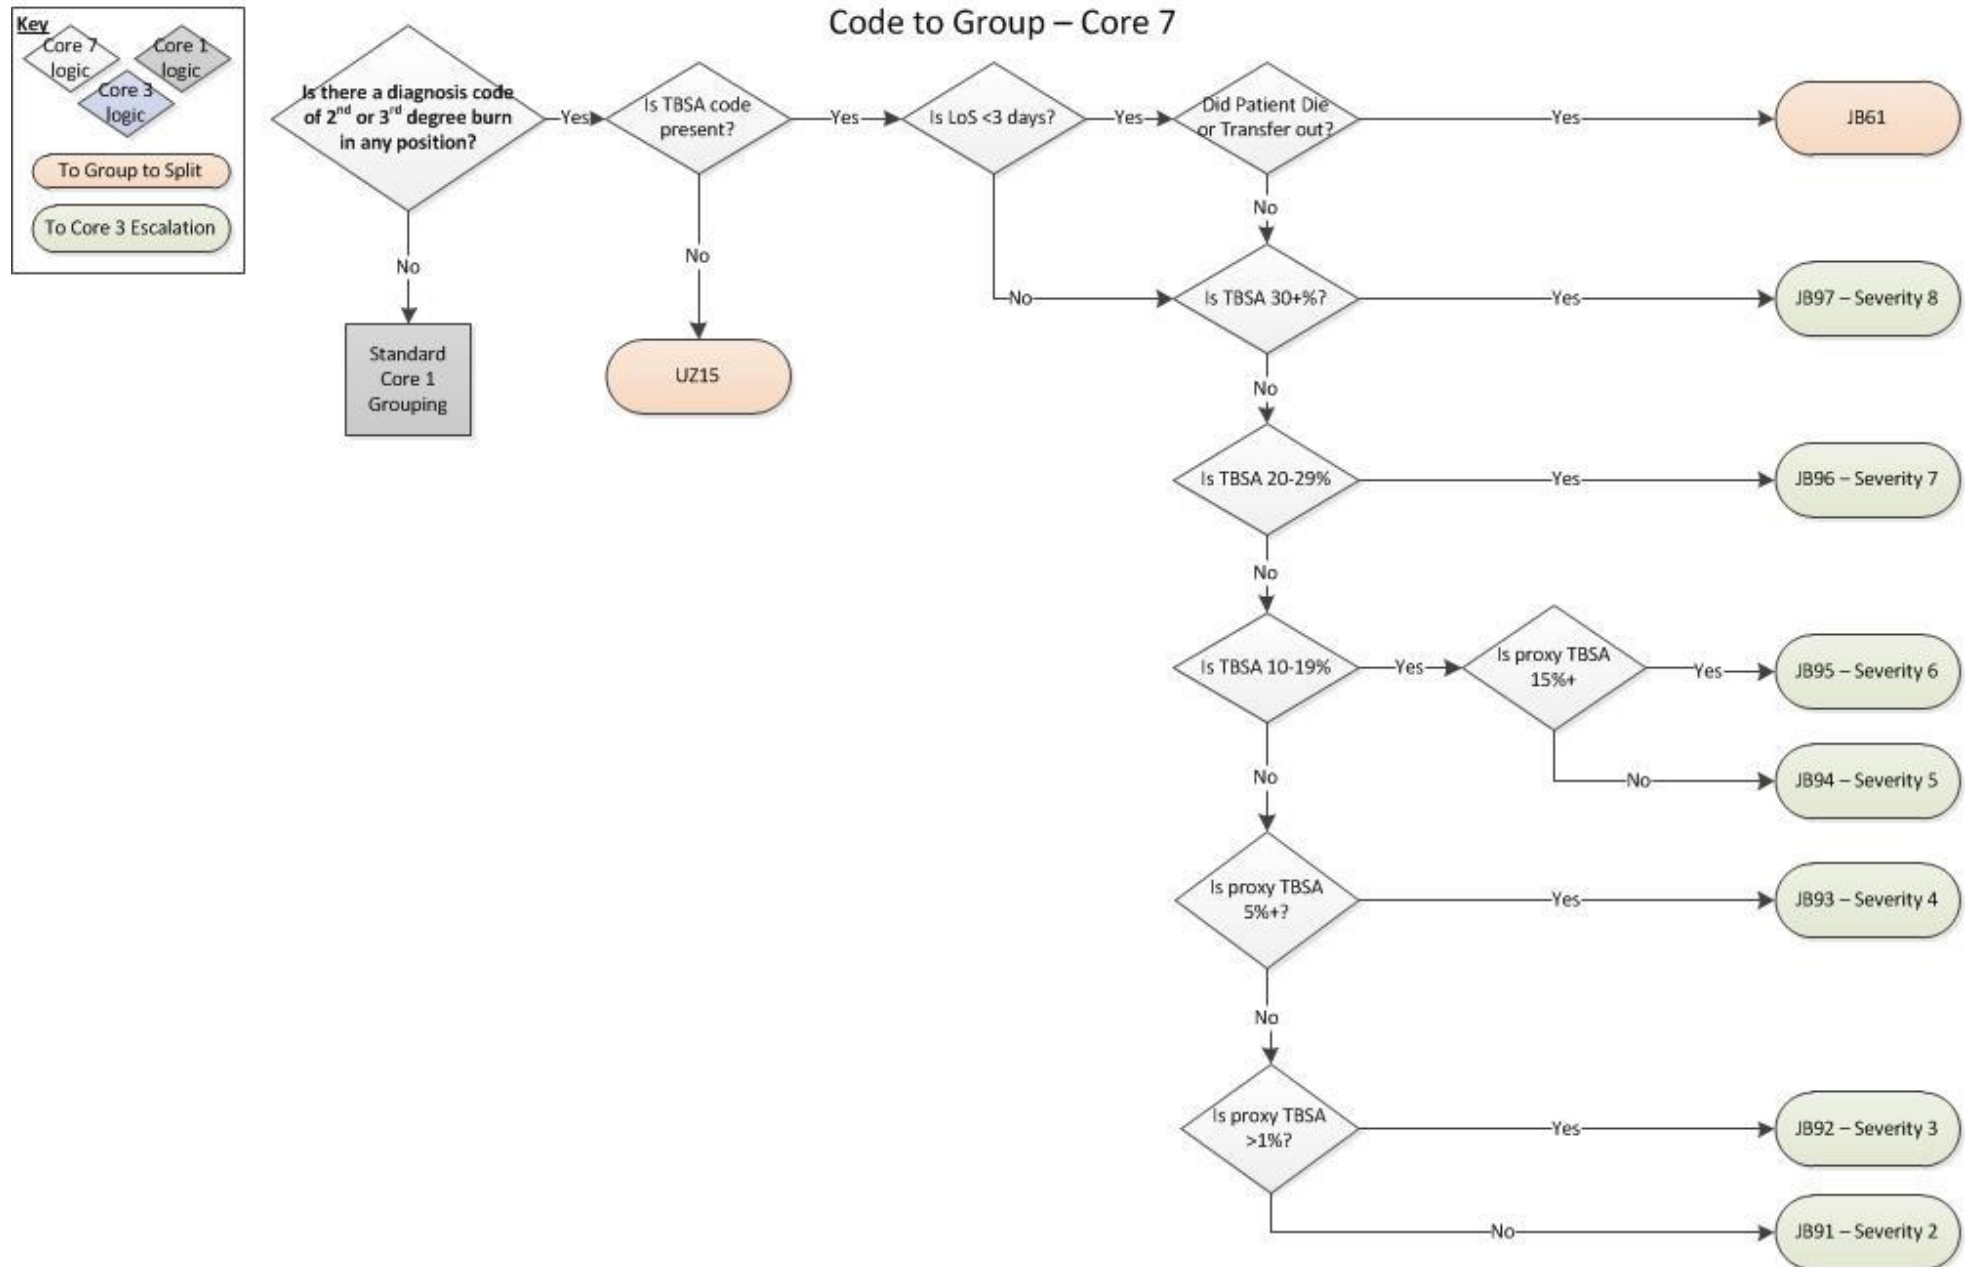 Code to Group – Core 7
Key
Core 7
logic
Core 1
logic
Core 3
logic
To Group to Split
To Core 3 Escalation
Is there a diagnosis code
of 2nd or 3rd degree burn
in any position?
Yes
Is TBSA code
present?
Yes
Is LoS <3 days?
Yes
Did Patient Die
or Transfer out?
Yes
JB61
No
No
No
Standard
Core 1
Grouping
UZ15
No
Is TBSA 30+%?
Yes
JB97 – Severity 8
No
Is TBSA 20-29%
Yes
JB96 – Severity 7
No
Is TBSA 10-19%
Yes
Is proxy TBSA
15%+
Yes
JB95 – Severity 6
No
JB94 – Severity 5
No
Is proxy TBSA
5%+?
Yes
JB93 – Severity 4
No
Is proxy TBSA
>1%?
Yes
JB92 – Severity 3
No
JB91 – Severity 2